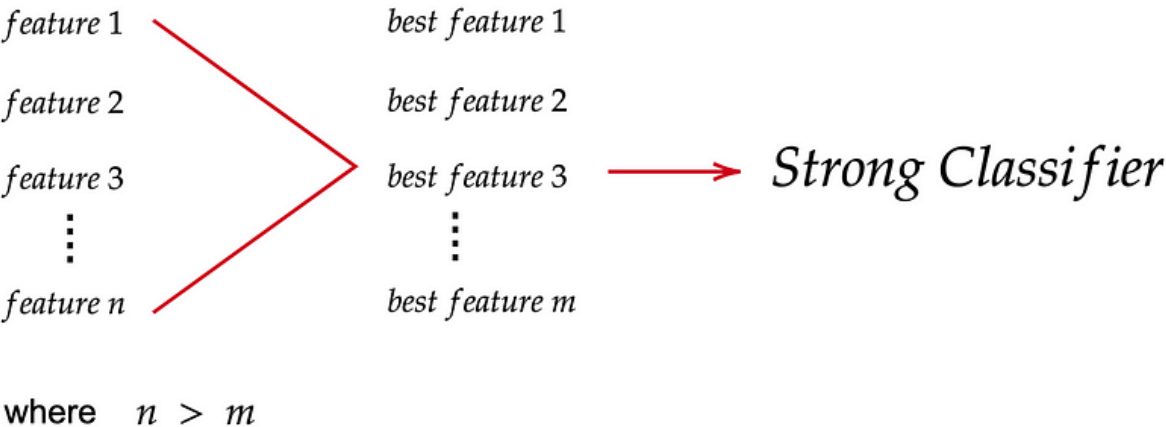 feature 1
feature 2
feature 3
feature n
best feature 1
best feature 2
best feature 3
best feature m
Strong Classifier
where n > m